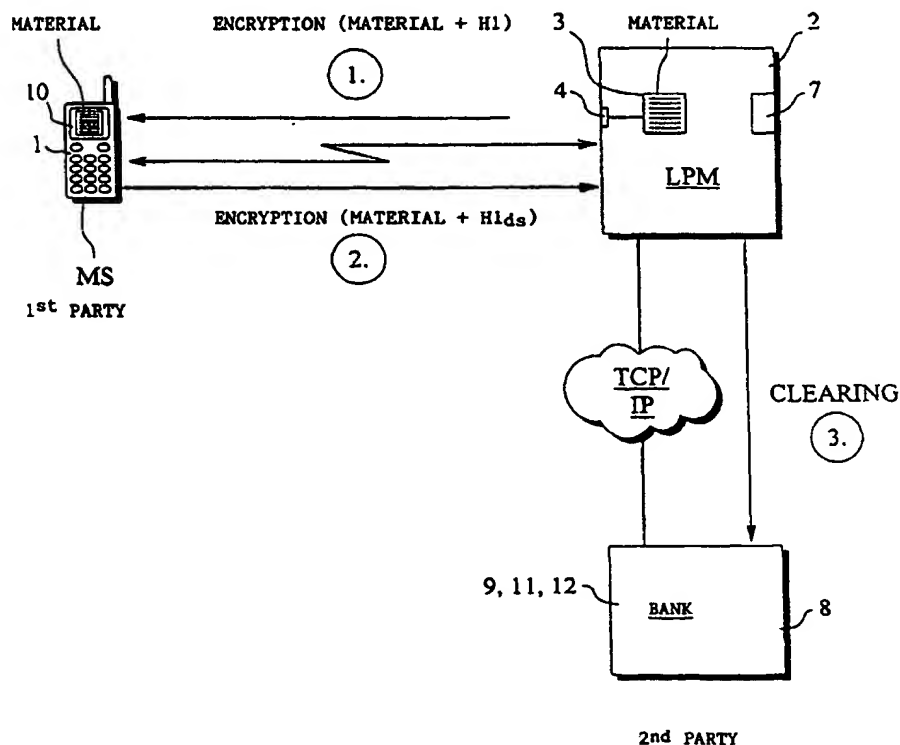 MATERIAL
ENCRYPTION (MATERIAL + H1)
1.
MATERIAL
3
2
10
4
7
1
LPM
ENCRYPTION (MATERIAL + H1ds)
2.
MS
1st PARTY
TCP/
IP
CLEARING
3.
9, 11, 12
BANK
8
2nd PARTY